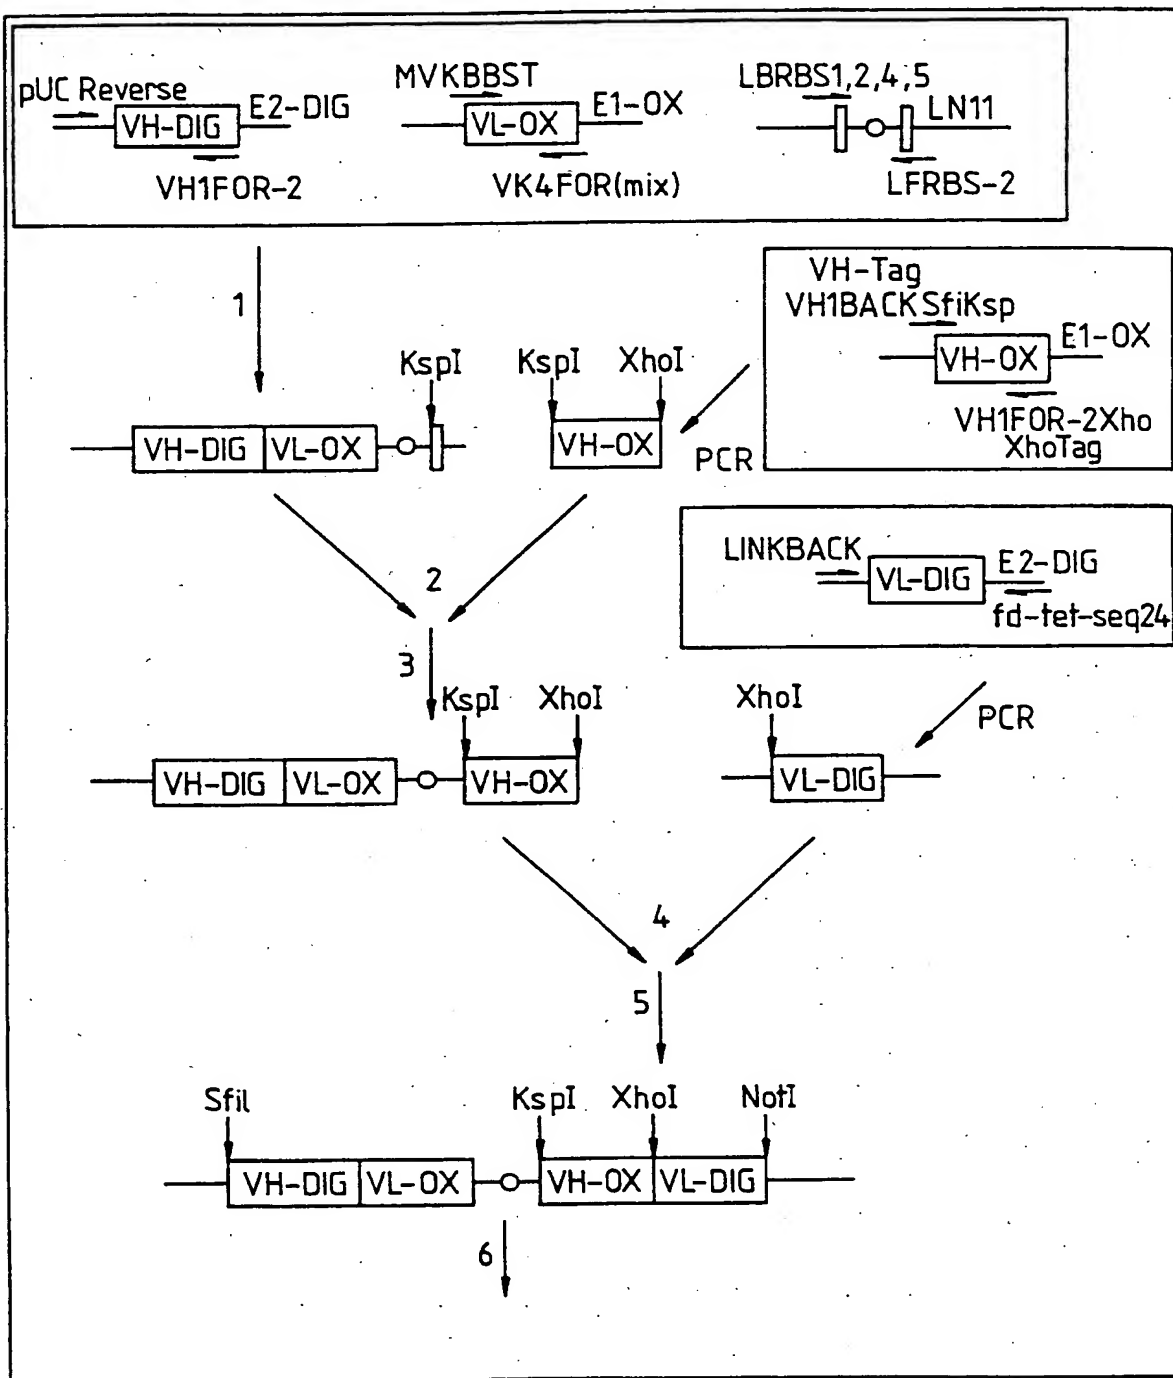 pUC Reverse
VH-DIG
E2-DIG
VH1FOR-2
MVKBBST
VL-OX
E1-OX
VK4FOR(mix)
LBRBS1,2,4,5
LN11
LFRBS-2
1
VH-Tag
VH1BACKSfiKsp
E1-OX
VH-OX
VH1FOR-2Xho
XhoTag
KspI
KspI
XhoI
VH-DIG
VL-OX
VH-OX
PCR
2
LINKBACK
VL-DIG
E2-DIG
fd-tet-seq24
3
KspI
XhoI
XhoI
PCR
VH-DIG
VL-OX
VH-OX
VL-DIG
4
5
SfiI
KspI
XhoI
NotI
VH-DIG
VL-OX
VH-OX
VL-DIG
6